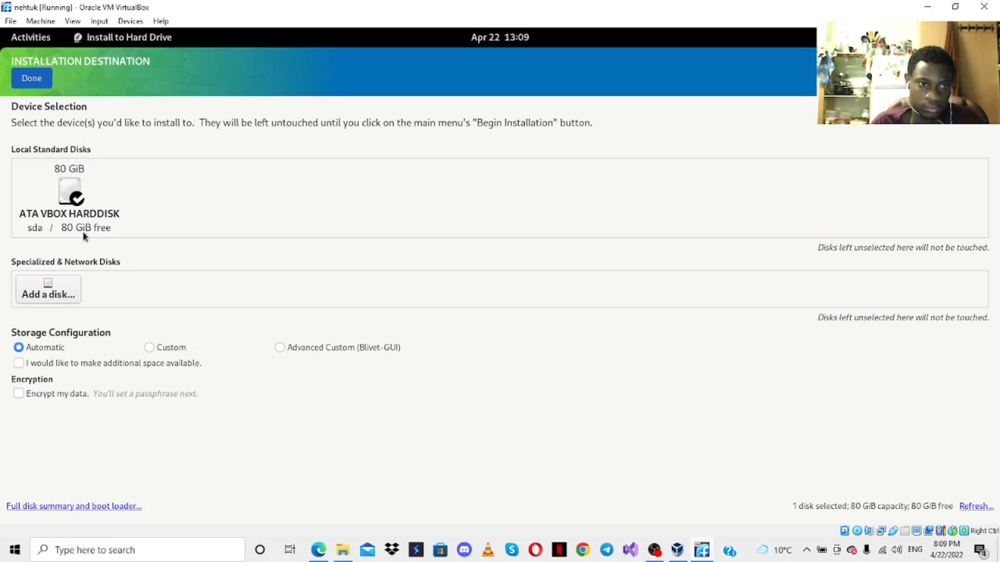 nehtuk [Running] - Oracle VM VirtualBox
File Machine View Input Devices Help
Activities Install to Hard Drive Apr 22 13:09
INSTALLATION DESTINATION
Done
Device Selection
Select the device(s) you'd like to install to. They will be left untouched until you click on the main menu's "Begin Installation" button.
Local Standard Disks
80 GiB
ATA VBOX HARDDISK
sda / 80 GiB free
Disks left unselected here will not be touched.
Specialized & Network Disks
Add a disk...
Disks left unselected here will not be touched.
Storage Configuration
Automatic Custom Advanced Custom (Blivet-GUI)
I would like to make additional space available.
Encryption
Encrypt my data. You'll set a passphrase next.
Full disk summary and boot loader... 1 disk selected; 80 GiB capacity; 80 GiB free Refresh...
Right Ctrl
Type here to search 10°C ENG 8:09 PM
4/22/2022
4